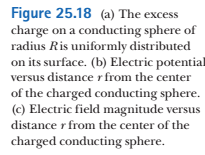 Figure 25.18 (a) The excess
charge on a conducting sphere of
radius R is uniformly distributed
on its surface. (b) Electric potential
versus distance r from the center
of the charged conducting sphere.
(c) Electric field magnitude versus
distance r from the center of the
charged conducting sphere.